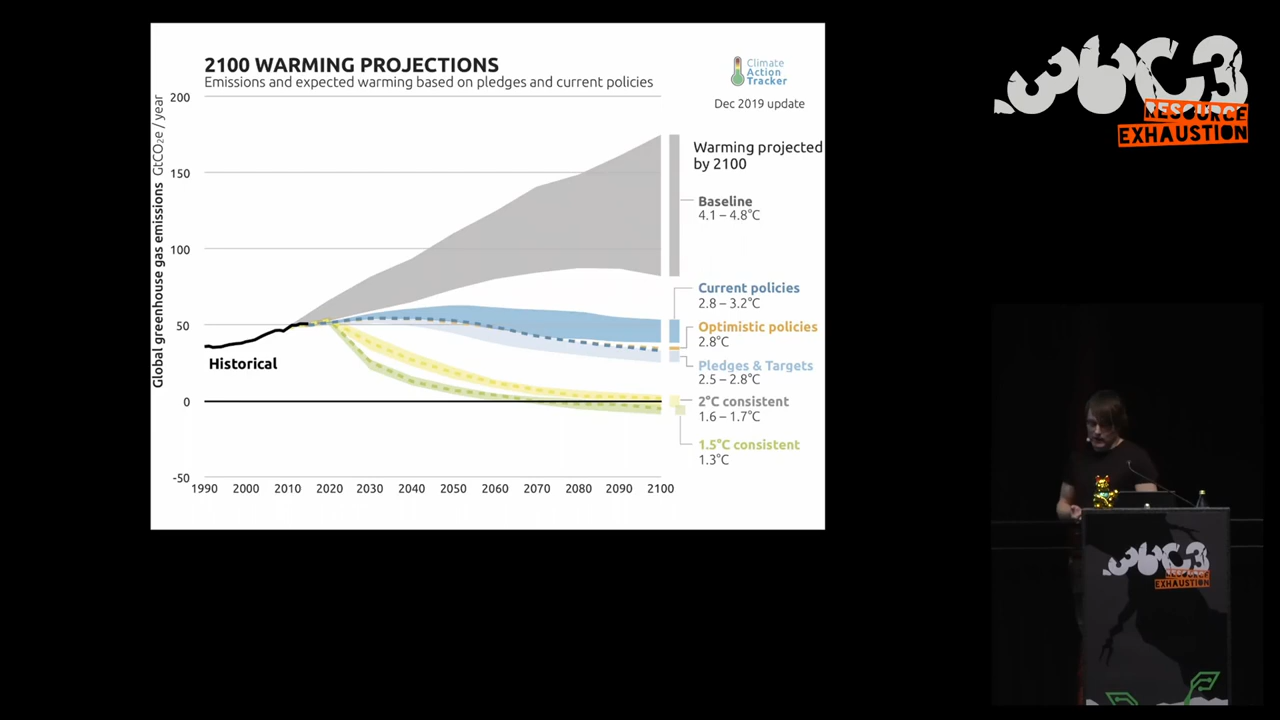 2100 WARMING PROJECTIONS
Emissions and expected warming based on pledges and current policies
Climate
Action
Tracker
Dec 2019 update
Global greenhouse gas emissions GtCO₂e / year
200
150
100
50
0
-50
Historical
1990 2000 2010 2020 2030 2040 2050 2060 2070 2080 2090 2100
Warming projected
by 2100
Baseline
4.1 – 4.8°C
Current policies
2.8 – 3.2°C
Optimistic policies
2.8°C
Pledges & Targets
2.5 – 2.8°C
2°C consistent
1.6 – 1.7°C
1.5°C consistent
1.3°C
36C3
RESOURCE
EXHAUSTION
36C3
RESOURCE
EXHAUSTION